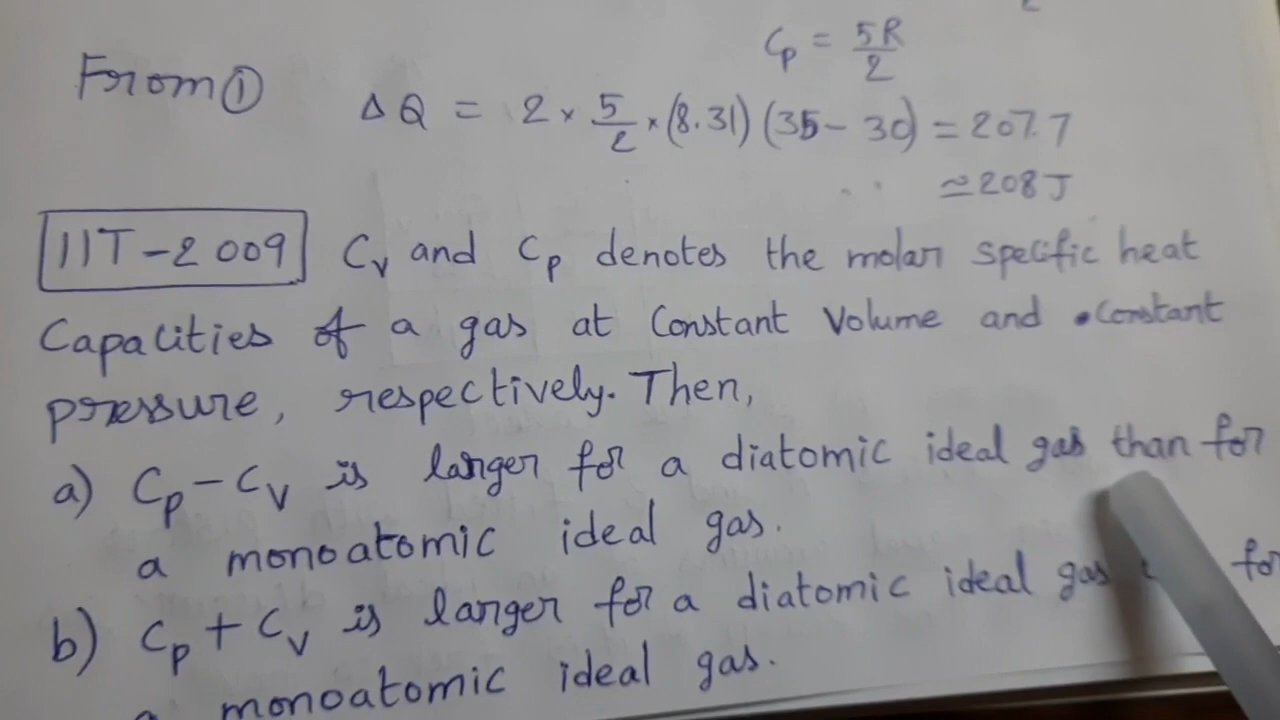 Cp = 5R/2
From ①
ΔQ = 2 × 5/2 × (8.31) (35 - 30) = 207.7
≃ 208 J
IIT-2009 Cv and Cp denotes the molar specific heat
Capacities of a gas at Constant Volume and Constant
pressure, respectively. Then,
a) Cp - Cv is larger for a diatomic ideal gas than for
a monoatomic ideal gas.
b) Cp + Cv is larger for a diatomic ideal gas
a monoatomic ideal gas.